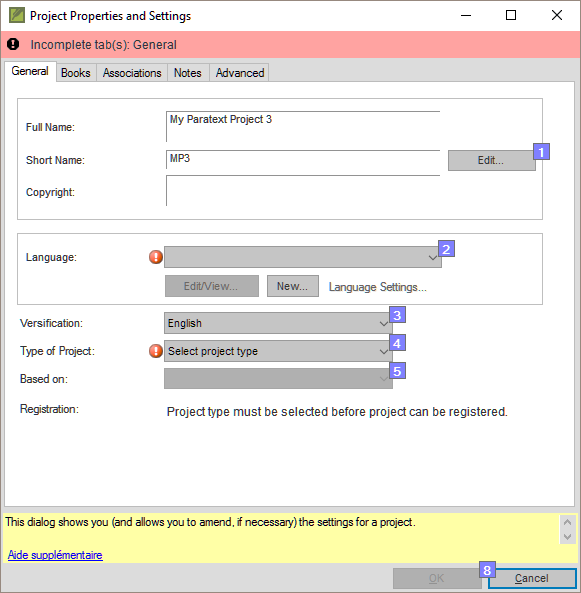 Project Properties and Settings
Incomplete tab(s): General
General Books Associations Notes Advanced
Full Name: My Paratext Project 3
Short Name: MP3 Edit... 1
Copyright:
Language: 2
Edit/View... New... Language Settings...
Versification: English 3
Type of Project: Select project type 4
Based on: 5
Registration: Project type must be selected before project can be registered.
This dialog shows you (and allows you to amend, if necessary) the settings for a project.
Aide supplémentaire
OK 8 Cancel